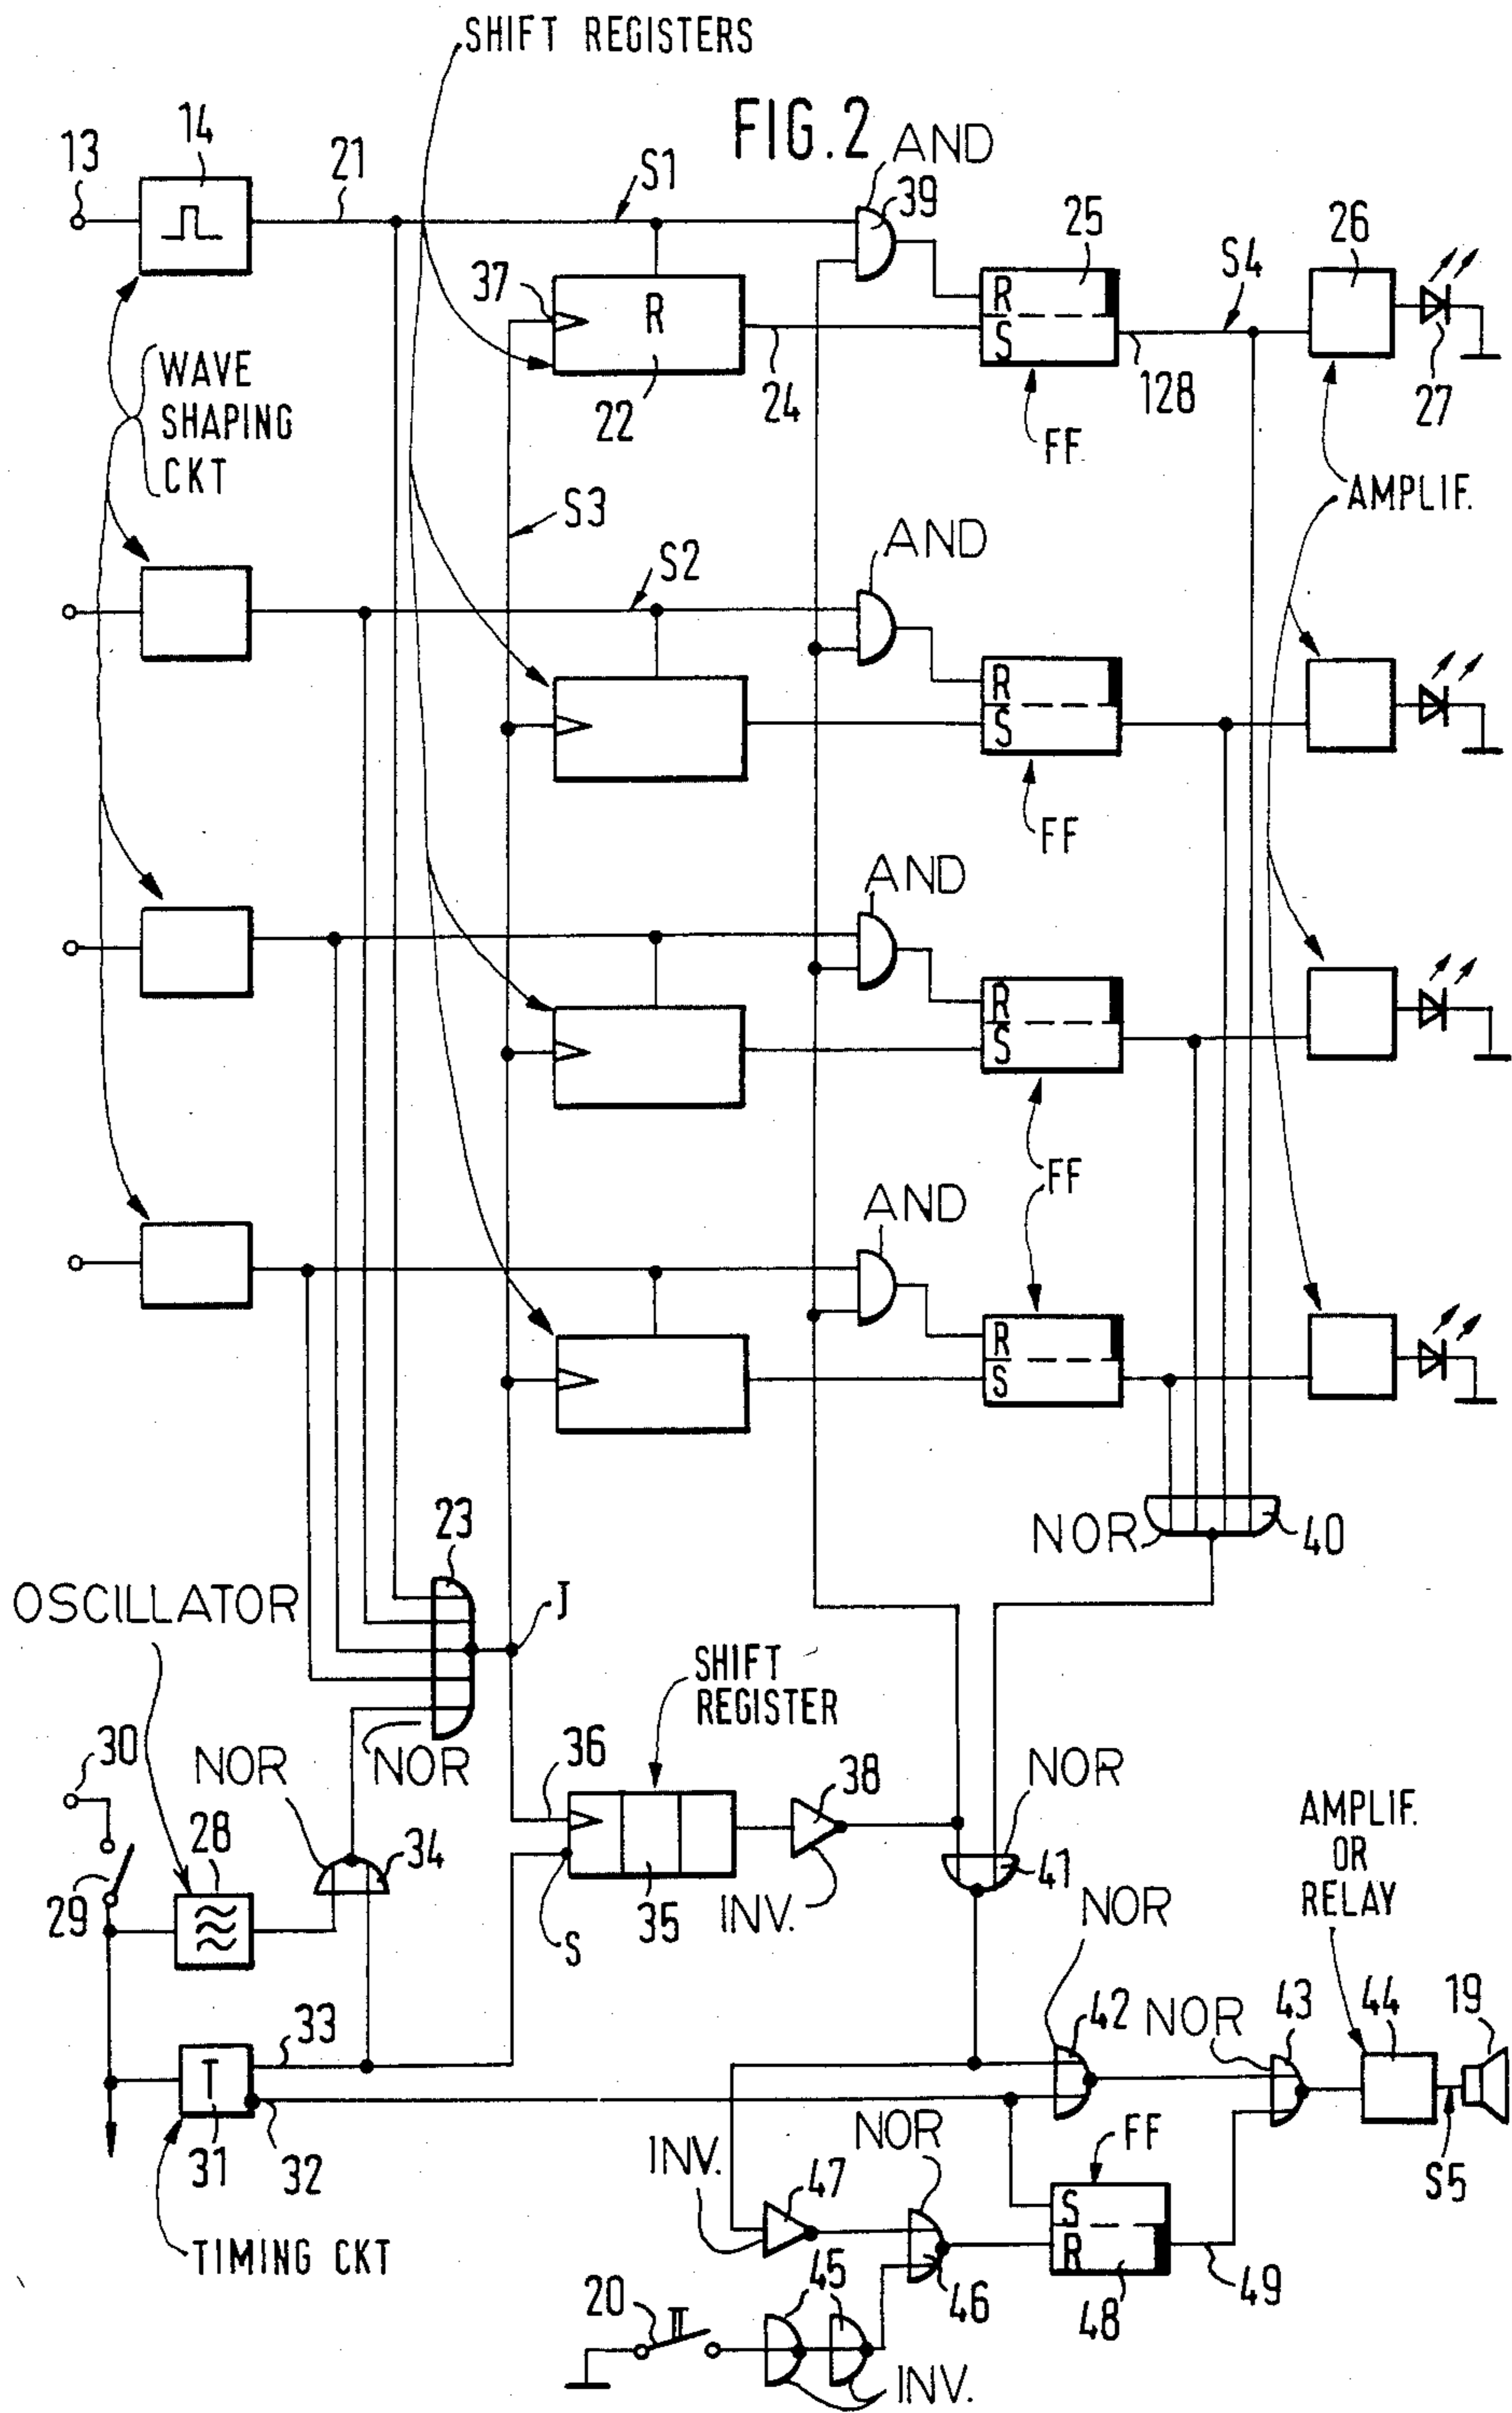 SHIFT REGISTERS
FIG.2
AND
14
13
21
S1
39
25
26
S4
37
R
R
S
22
24
128
27
WAVE
SHAPING
CKT
FF
AMPLIF.
S3
S2
AND
R
S
FF
AND
R
S
FF
AND
R
S
23
NOR
40
OSCILLATOR
J
SHIFT
REGISTER
30
NOR
NOR
36
38
NOR
AMPLIF.
OR
RELAY
28
34
41
29
35
INV.
NOR
S
33
42
NOR
43
44
19
T
31
32
NOR
FF
S5
INV.
47
S
TIMING CKT
R
45
46
48
49
20
II
INV.